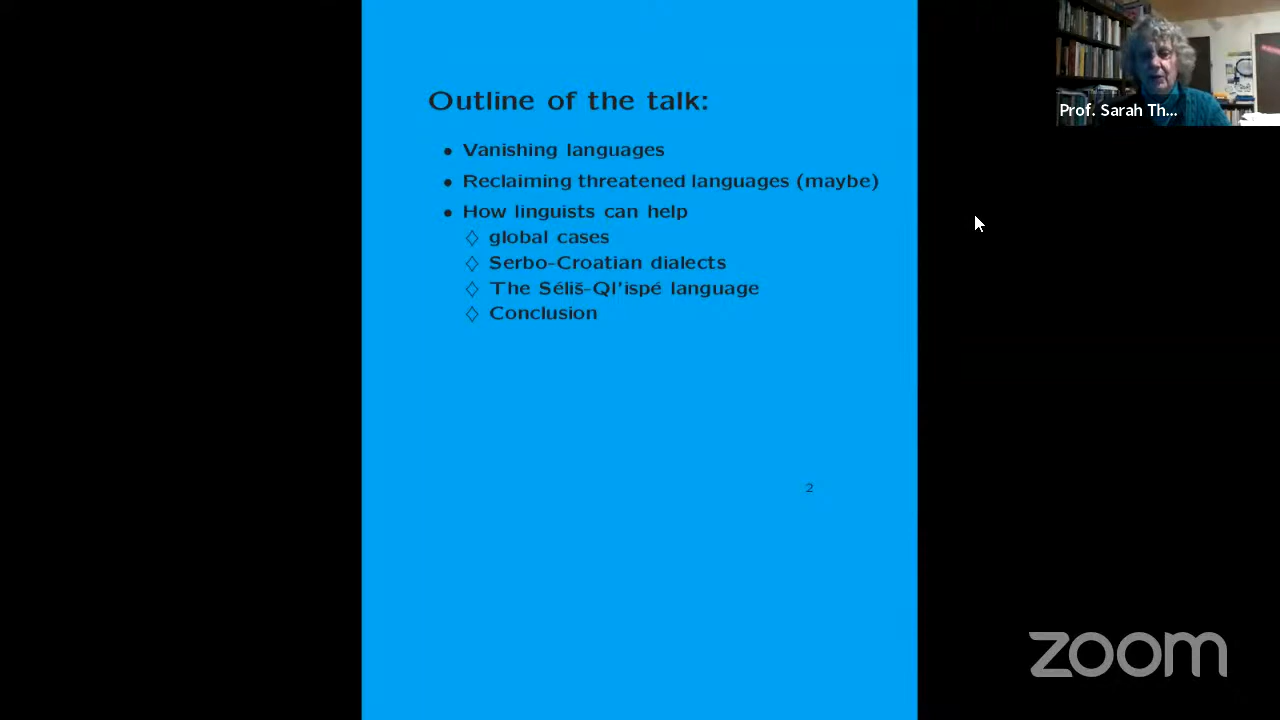 Outline of the talk:
• Vanishing languages
• Reclaiming threatened languages (maybe)
• How linguists can help
◇ global cases
◇ Serbo-Croatian dialects
◇ The Séliš-Ql'ispé language
◇ Conclusion
2
Prof. Sarah Th...
zoom